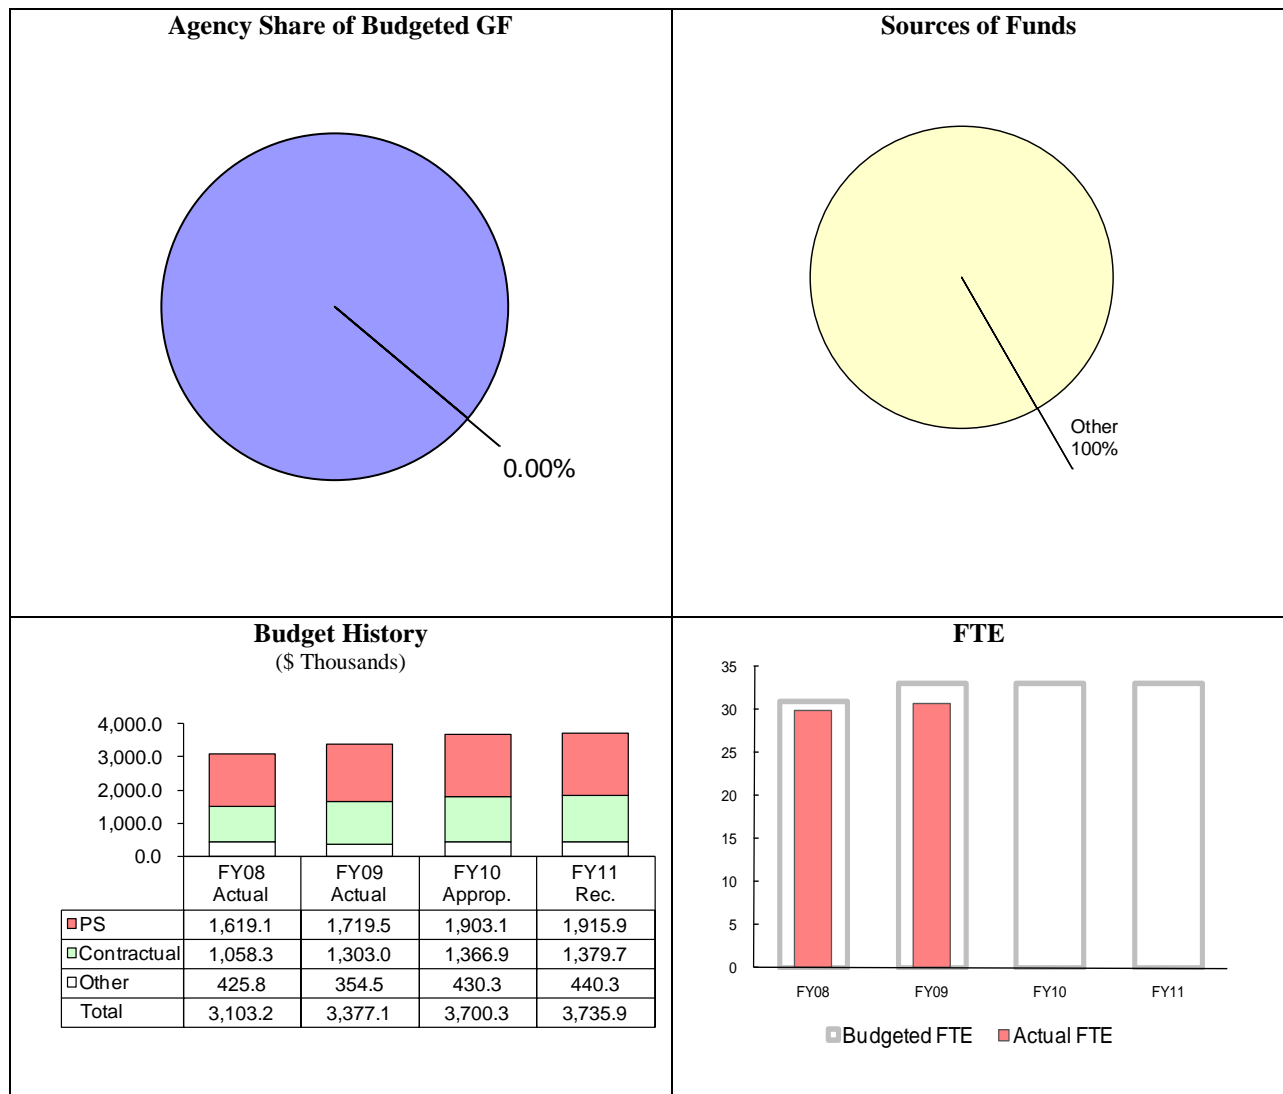 Agency Share of Budgeted GF
0.00%
Sources of Funds
Other
100%
Budget History
($ Thousands)
4,000.0
3,000.0
2,000.0
1,000.0
0.0
FY08 Actual FY09 Actual FY10 Approp. FY11 Rec.
PS 1,619.1 1,719.5 1,903.1 1,915.9
Contractual 1,058.3 1,303.0 1,366.9 1,379.7
Other 425.8 354.5 430.3 440.3
Total 3,103.2 3,377.1 3,700.3 3,735.9
FTE
35
30
25
20
15
10
5
0
FY08 FY09 FY10 FY11
Budgeted FTE Actual FTE